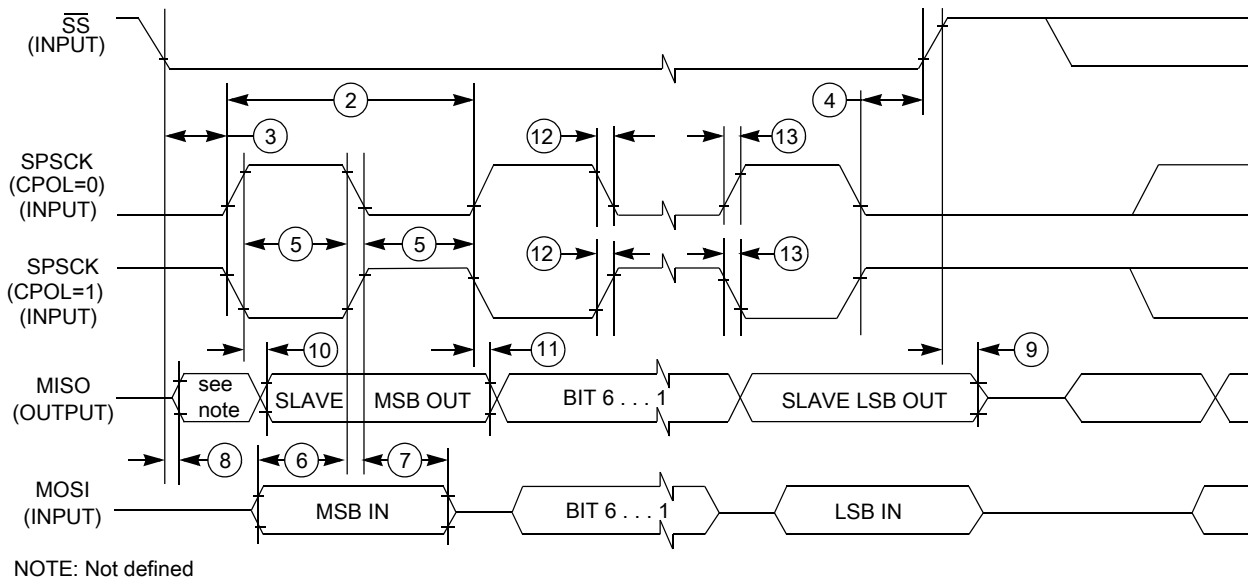 SS
(INPUT)
2
4
3
12
13
SPSCK
(CPOL=0)
(INPUT)
5
5
SPSCK
(CPOL=1)
(INPUT)
12
13
10
11
9
MISO
(OUTPUT)
see
note
SLAVE
MSB OUT
BIT 6 . . . 1
SLAVE LSB OUT
8
6
7
MOSI
(INPUT)
MSB IN
BIT 6 . . . 1
LSB IN
NOTE: Not defined